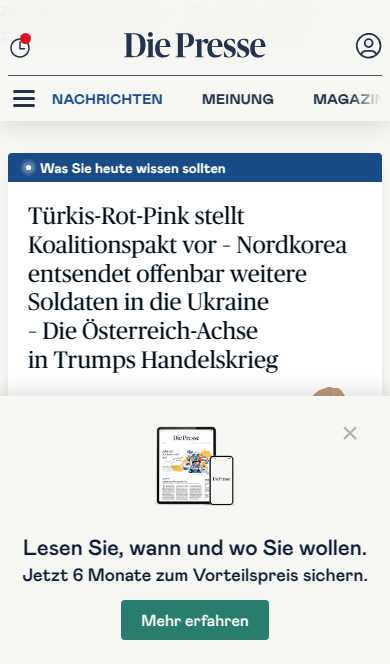 Die Presse
NACHRICHTEN MEINUNG MAGAZIN
Was Sie heute wissen sollten
Türkis-Rot-Pink stellt
Koalitionspakt vor – Nordkorea
entsendet offenbar weitere
Soldaten in die Ukraine
– Die Österreich-Achse
in Trumps Handelskrieg
Die Presse
Die Presse
Lesen Sie, wann und wo Sie wollen.
Jetzt 6 Monate zum Vorteilspreis sichern.
Mehr erfahren